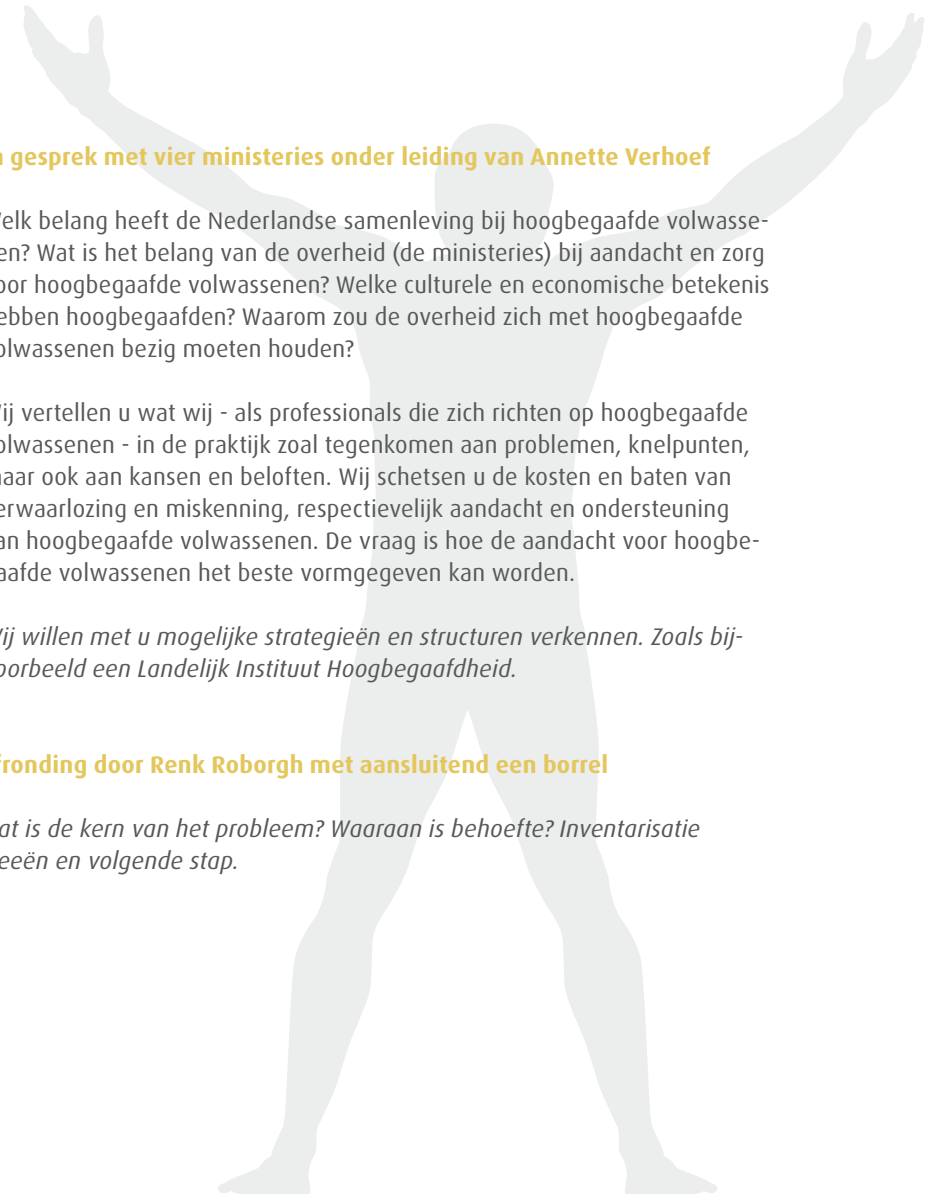 n gesprek met vier ministeries onder leiding van Annette Verhoef
elk belang heeft de Nederlandse samenleving bij hoogbegaafde volwasse-
en? Wat is het belang van de overheid (de ministeries) bij aandacht en zorg
oor hoogbegaafde volwassenen? Welke culturele en economische betekenis
ebben hoogbegaafden? Waarom zou de overheid zich met hoogbegaafde
olwassenen bezig moeten houden?
ij vertellen u wat wij - als professionals die zich richten op hoogbegaafde
olwassenen - in de praktijk zoal tegenkomen aan problemen, knelpunten,
aar ook aan kansen en beloften. Wij schetsen u de kosten en baten van
erwaarlozing en miskenning, respectievelijk aandacht en ondersteuning
an hoogbegaafde volwassenen. De vraag is hoe de aandacht voor hoogbe-
aafde volwassenen het beste vormgegeven kan worden.
ij willen met u mogelijke strategieën en structuren verkennen. Zoals bij-
oorbeeld een Landelijk Instituut Hoogbegaafdheid.
fronding door Renk Roborgh met aansluitend een borrel
at is de kern van het probleem? Waaraan is behoefte? Inventarisatie
eeën en volgende stap.